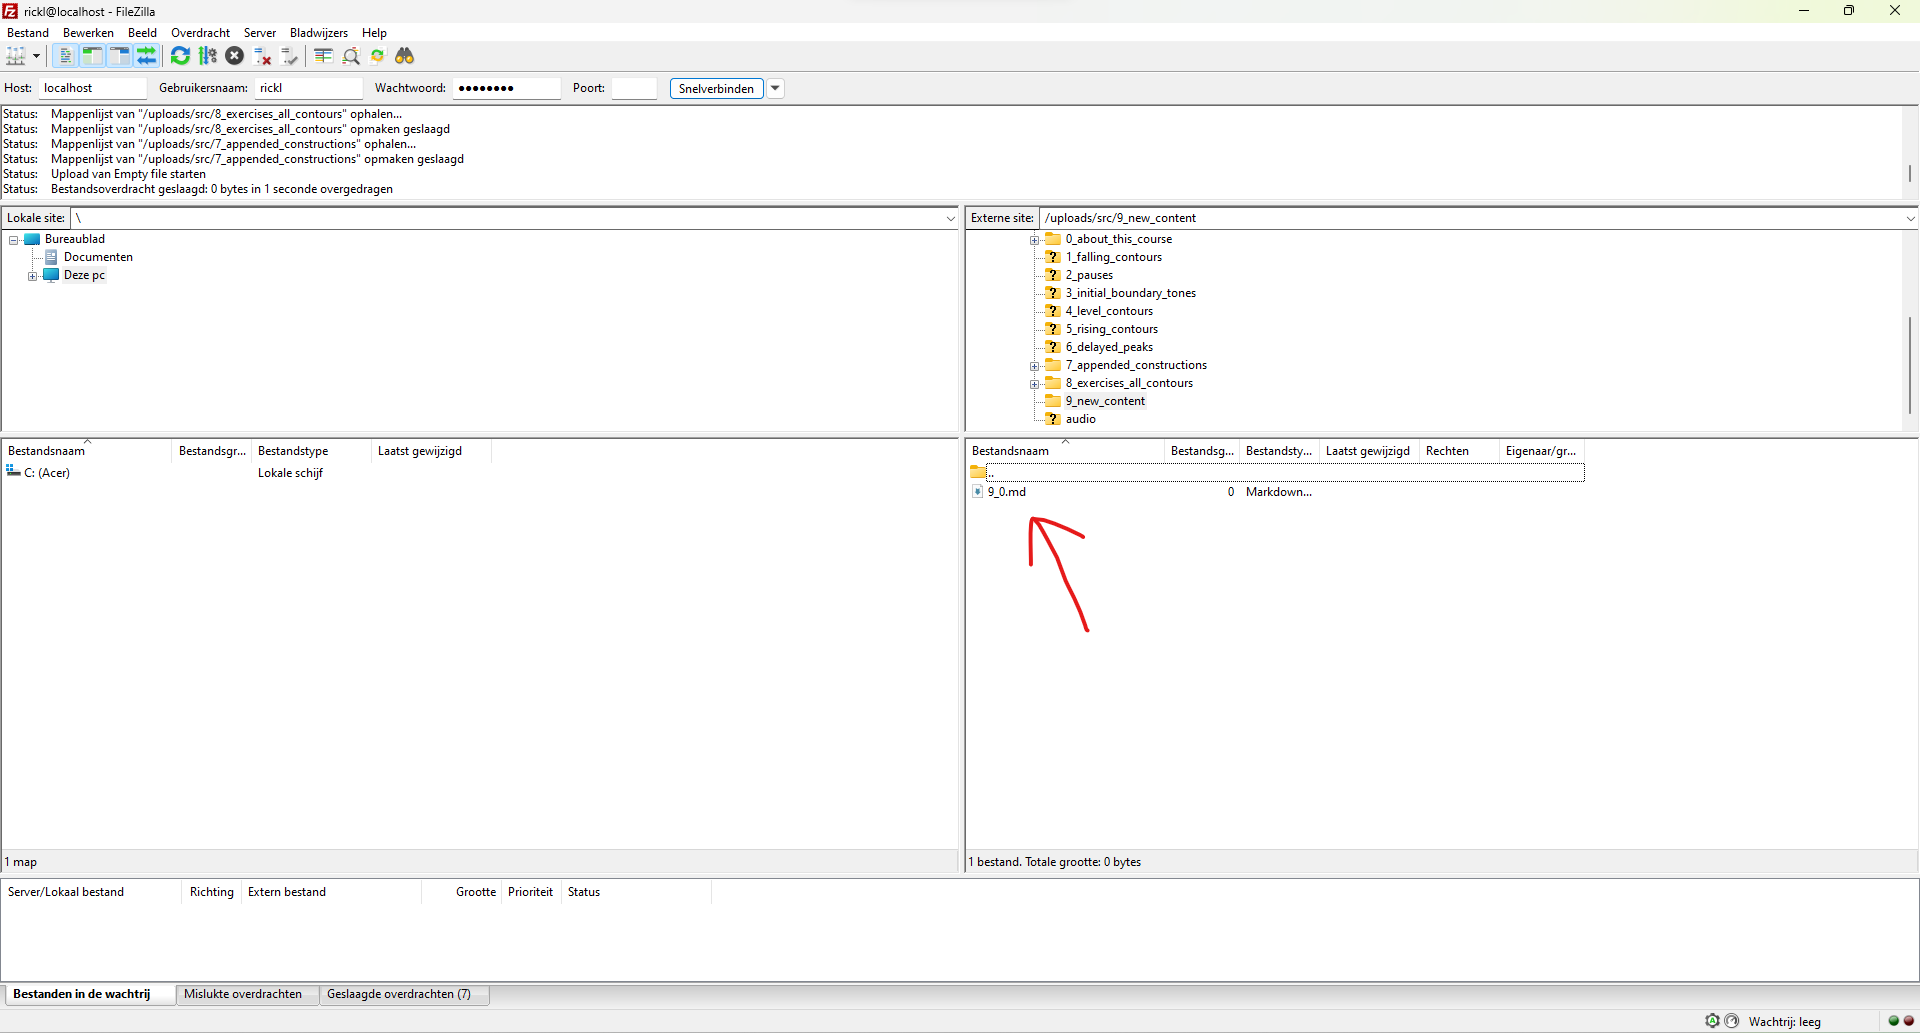 rickl@localhost - FileZilla
Bestand Bewerken Beeld Overdracht Server Bladwijzers Help
Host: localhost Gebruikersnaam: rickl Wachtwoord: ●●●●●●●● Poort: Snelverbinden
Status: Mappenlijst van "/uploads/src/8_exercises_all_contours" ophalen...
Status: Mappenlijst van "/uploads/src/8_exercises_all_contours" opmaken geslaagd
Status: Mappenlijst van "/uploads/src/7_appended_constructions" ophalen...
Status: Mappenlijst van "/uploads/src/7_appended_constructions" opmaken geslaagd
Status: Upload van Empty file starten
Status: Bestandsoverdracht geslaagd: 0 bytes in 1 seconde overgedragen
Lokale site: \
Bureaublad
Documenten
Deze pc
Externe site: /uploads/src/9_new_content
0_about_this_course
1_falling_contours
2_pauses
3_initial_boundary_tones
4_level_contours
5_rising_contours
6_delayed_peaks
7_appended_constructions
8_exercises_all_contours
9_new_content
audio
Bestandsnaam Bestandsgr... Bestandstype Laatst gewijzigd
C: (Acer) Lokale schijf
1 map
Bestandsnaam Bestandsg... Bestandsty... Laatst gewijzigd Rechten Eigenaar/gr...
..
9_0.md 0 Markdown...
1 bestand. Totale grootte: 0 bytes
Server/Lokaal bestand Richting Extern bestand Grootte Prioriteit Status
Bestanden in de wachtrij Mislukte overdrachten Geslaagde overdrachten (7)
Wachtrij: leeg